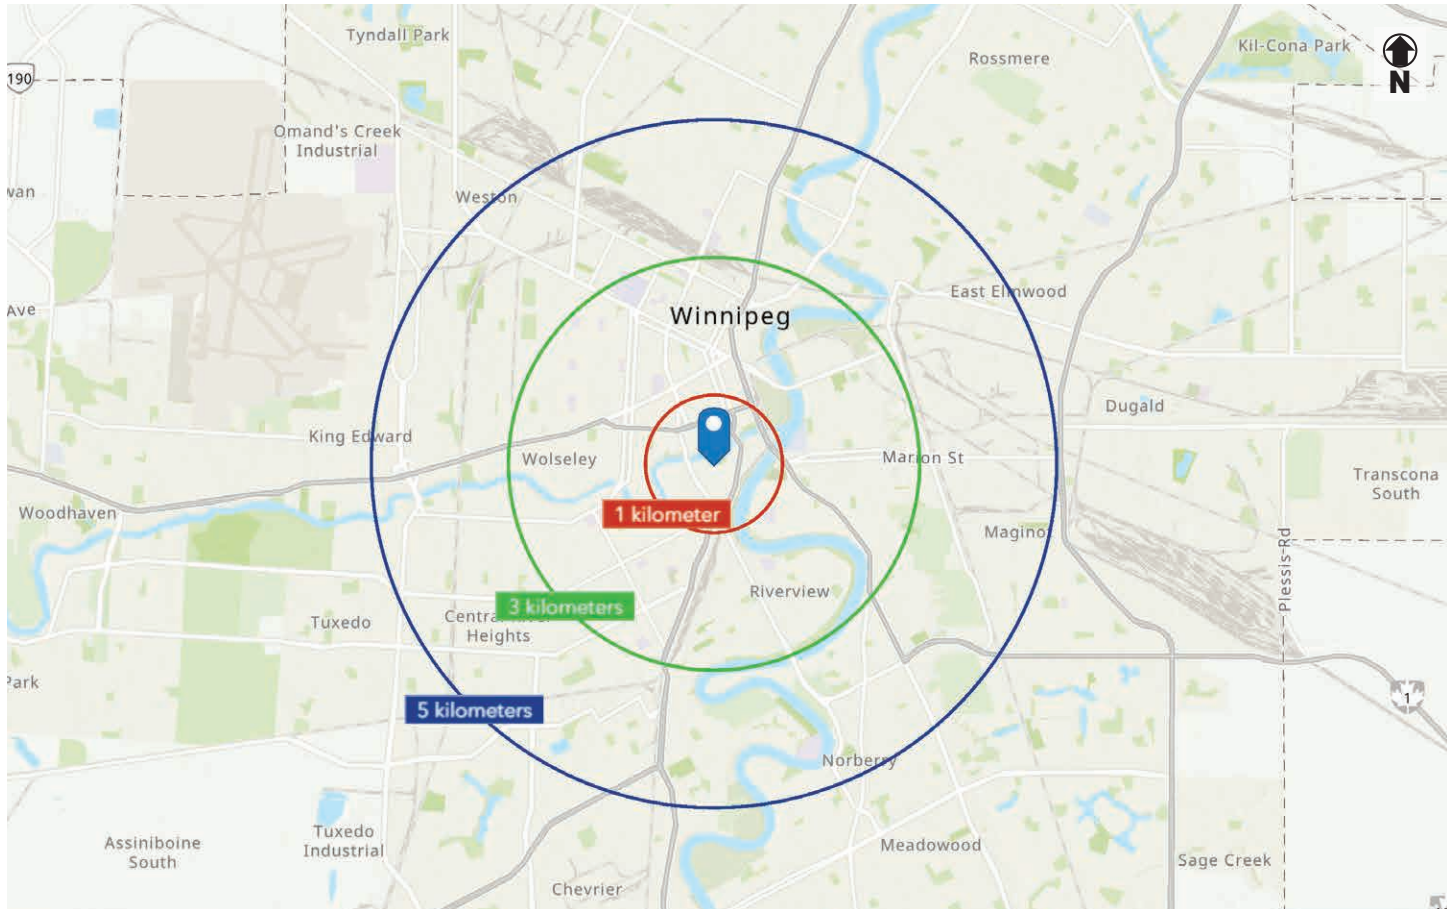 Tyndall Park
Rossmere
Kil-Cona Park
N
190
Omand's Creek
Industrial
Weston
East Elmwood
Ave
Winnipeg
Dugald
King Edward
Wolseley
Marion St
Transcona
South
Woodhaven
1 kilometer
Maginot
Plessis-Rd
Riverview
3 kilometers
Central River
Heights
Tuxedo
Park
5 kilometers
1
Norberry
Tuxedo
Industrial
Assiniboine
South
Meadowood
Sage Creek
Chevrier